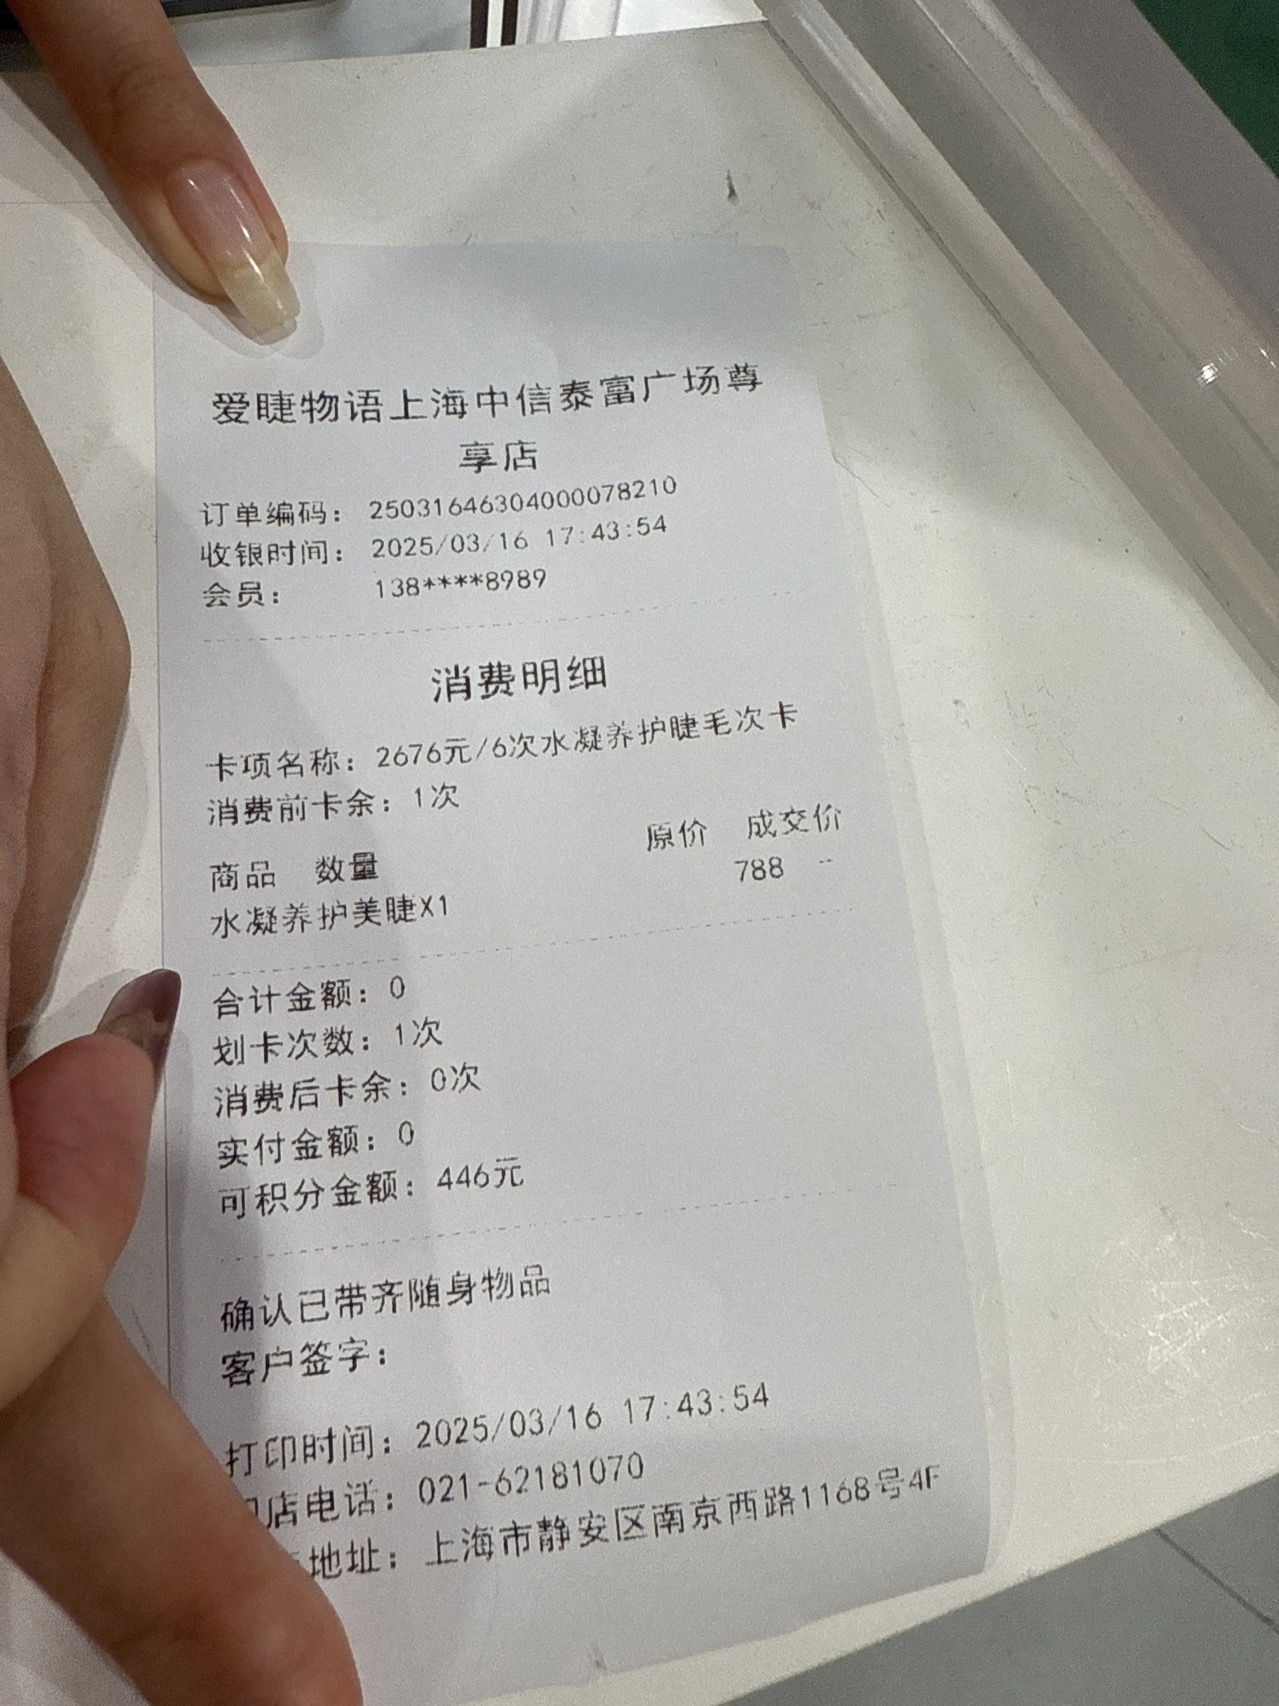 爱睫物语上海中信泰富广场尊
享店
订单编码： 25031646304000078210
收银时间： 2025/03/16 17:43:54
会员： 138****8989
消费明细
卡项名称：2676元/6次水凝养护睫毛次卡
消费前卡余：1次
商品 数量 原价 成交价
水凝养护美睫X1 788 --
合计金额：0
划卡次数：1次
消费后卡余：0次
实付金额：0
可积分金额：446元
确认已带齐随身物品
客户签字：
打印时间：2025/03/16 17:43:54
店电话：021-62181070
地址：上海市静安区南京西路1168号4F